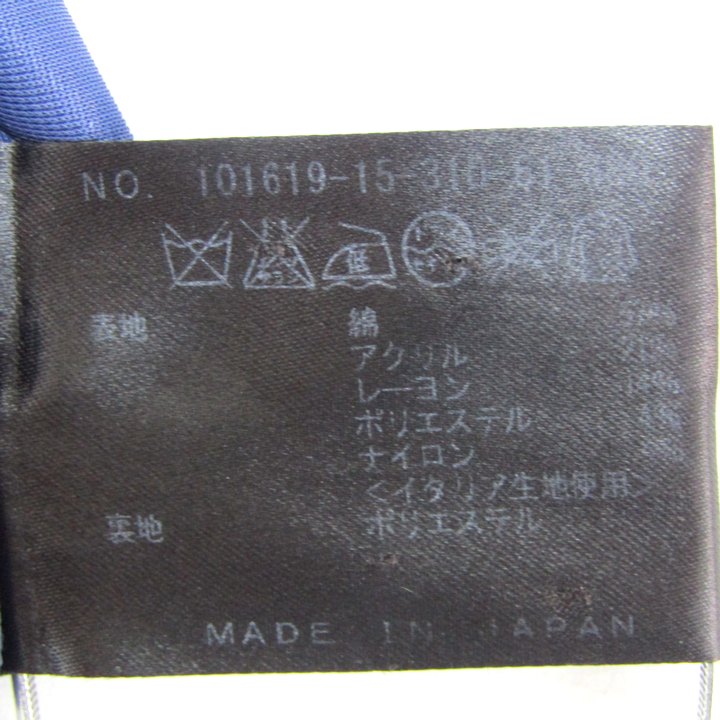 NO. 101619-15-3
表地 綿
アクリル
レーヨン
ポリエステル
ナイロン
<イタリア生地使用>
裏地 ポリエステル
MADE IN JAPAN